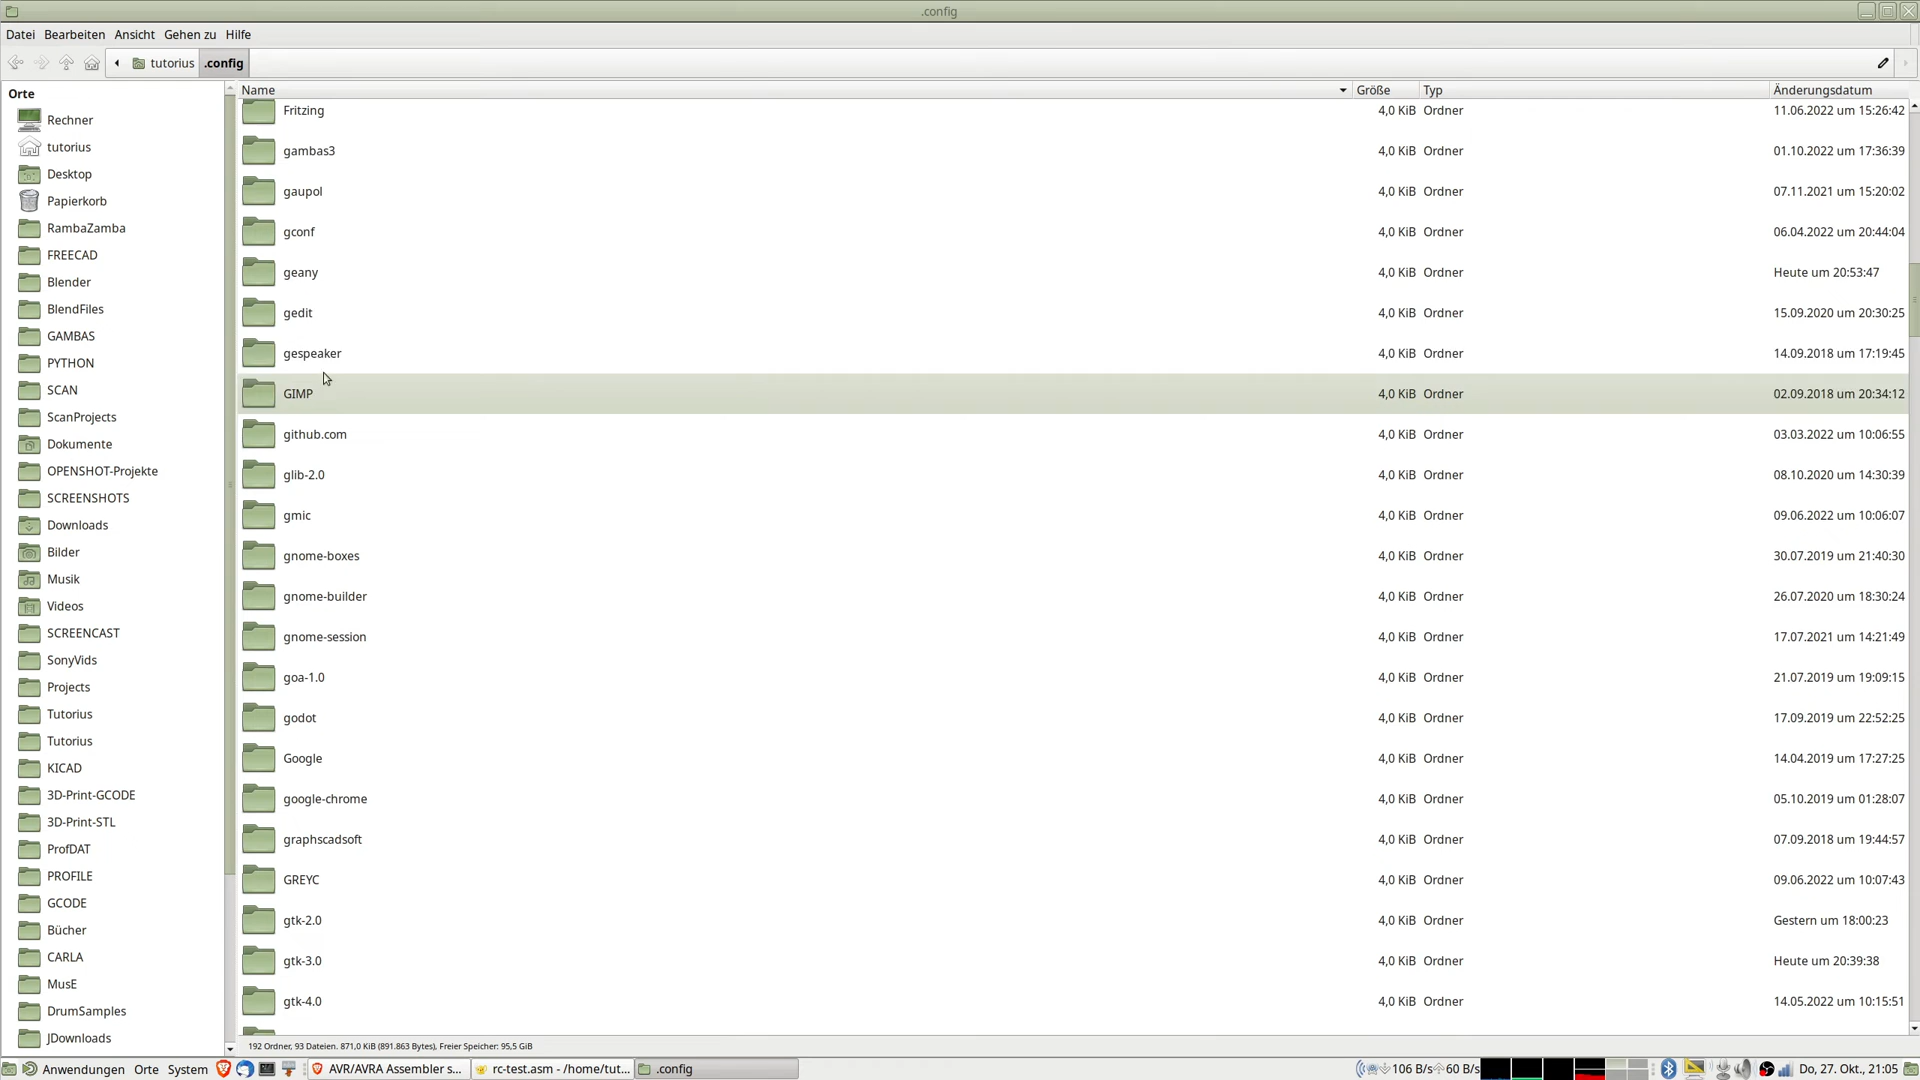 .config
Datei Bearbeiten Ansicht Gehen zu Hilfe
tutorius .config
Orte
Rechner
tutorius
Desktop
Papierkorb
RambaZamba
FREECAD
Blender
BlendFiles
GAMBAS
PYTHON
SCAN
ScanProjects
Dokumente
OPENSHOT-Projekte
SCREENSHOTS
Downloads
Bilder
Musik
Videos
SCREENCAST
SonyVids
Projects
Tutorius
Tutorius
KICAD
3D-Print-GCODE
3D-Print-STL
ProfDAT
PROFILE
GCODE
Bücher
CARLA
MusE
DrumSamples
JDownloads
Name Größe Typ Änderungsdatum
Fritzing 4,0 KiB Ordner 11.06.2022 um 15:26:42
gambas3 4,0 KiB Ordner 01.10.2022 um 17:36:39
gaupol 4,0 KiB Ordner 07.11.2021 um 15:20:02
gconf 4,0 KiB Ordner 06.04.2022 um 20:44:04
geany 4,0 KiB Ordner Heute um 20:53:47
gedit 4,0 KiB Ordner 15.09.2020 um 20:30:25
gespeaker 4,0 KiB Ordner 14.09.2018 um 17:19:45
GIMP 4,0 KiB Ordner 02.09.2018 um 20:34:12
github.com 4,0 KiB Ordner 03.03.2022 um 10:06:55
glib-2.0 4,0 KiB Ordner 08.10.2020 um 14:30:39
gmic 4,0 KiB Ordner 09.06.2022 um 10:06:07
gnome-boxes 4,0 KiB Ordner 30.07.2019 um 21:40:30
gnome-builder 4,0 KiB Ordner 26.07.2020 um 18:30:24
gnome-session 4,0 KiB Ordner 17.07.2021 um 14:21:49
goa-1.0 4,0 KiB Ordner 21.07.2019 um 19:09:15
godot 4,0 KiB Ordner 17.09.2019 um 22:52:25
Google 4,0 KiB Ordner 14.04.2019 um 17:27:25
google-chrome 4,0 KiB Ordner 05.10.2019 um 01:28:07
graphscadsoft 4,0 KiB Ordner 07.09.2018 um 19:44:57
GREYC 4,0 KiB Ordner 09.06.2022 um 10:07:43
gtk-2.0 4,0 KiB Ordner Gestern um 18:00:23
gtk-3.0 4,0 KiB Ordner Heute um 20:39:38
gtk-4.0 4,0 KiB Ordner 14.05.2022 um 10:15:51
192 Ordner, 93 Dateien. 871,0 KiB (891.863 Bytes), Freier Speicher: 95,5 GiB
Anwendungen Orte System AVR/AVRA Assembler s... rc-test.asm - /home/tut... .config 106 B/s 60 B/s Do, 27. Okt., 21:05